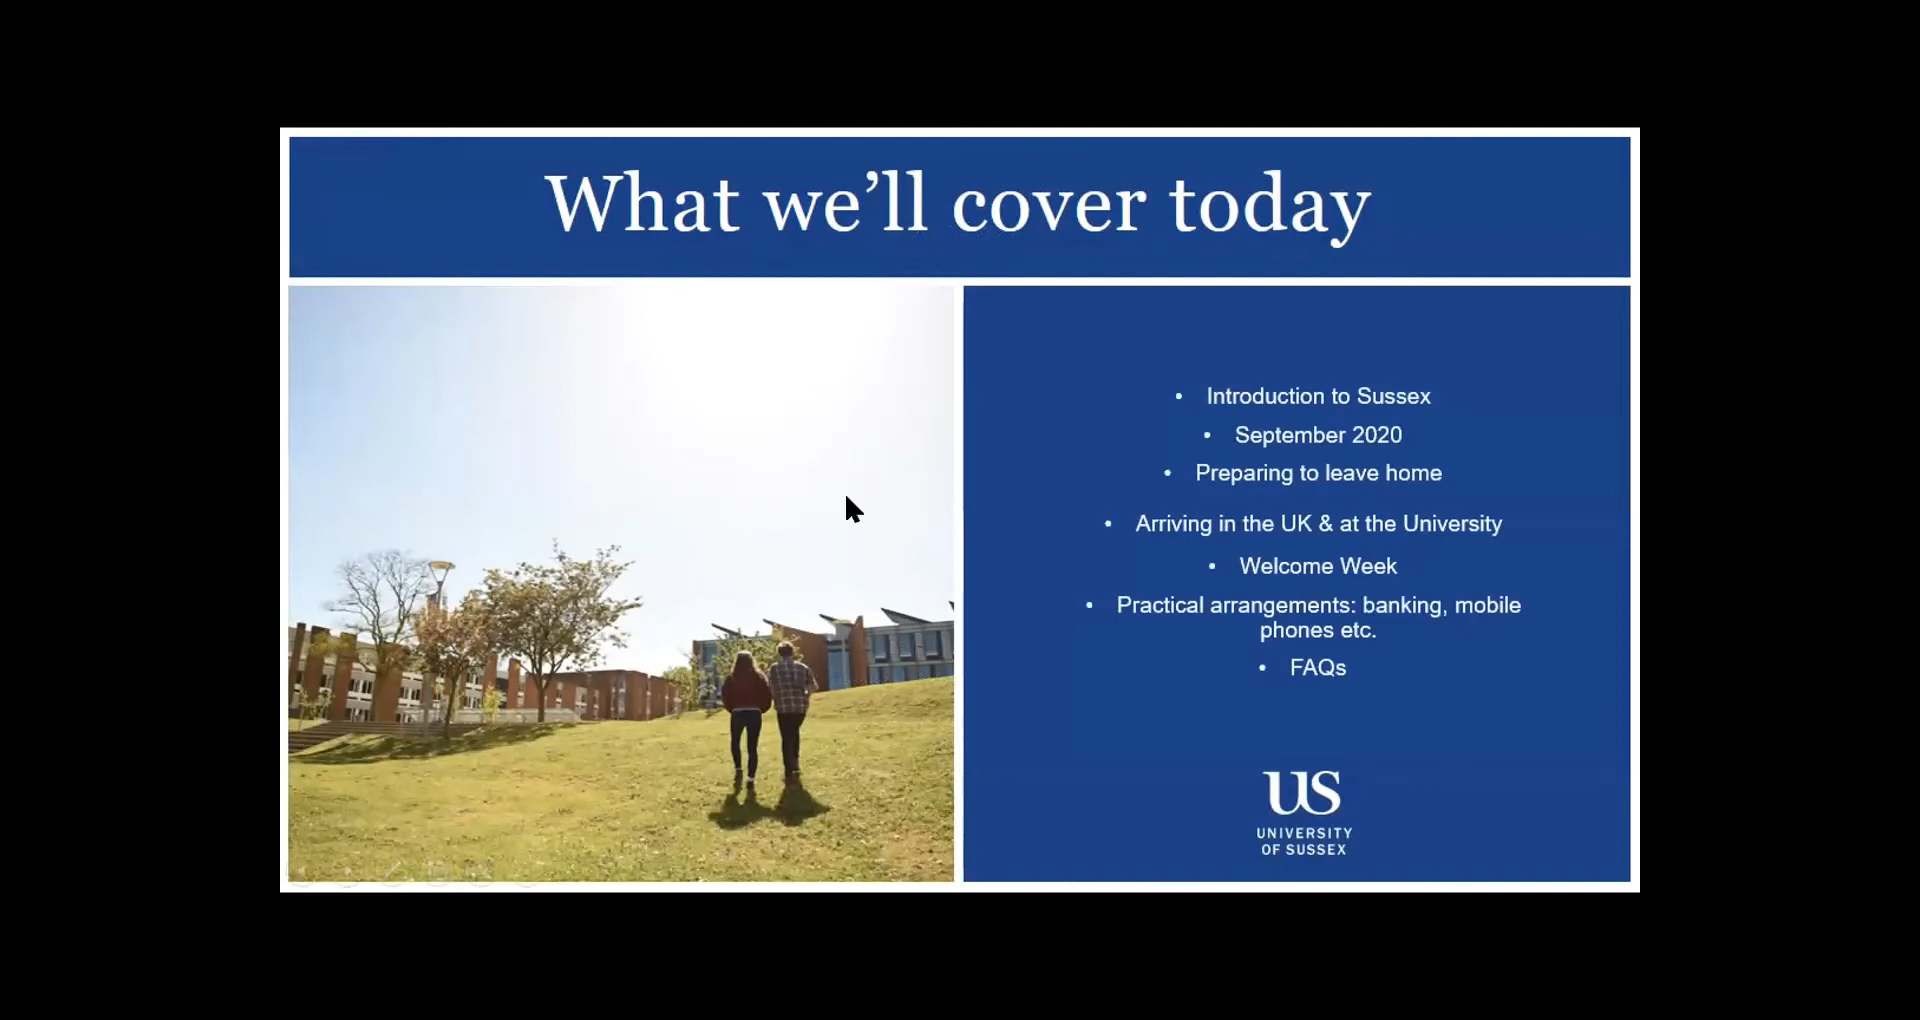 What we’ll cover today
• Introduction to Sussex
• September 2020
• Preparing to leave home
• Arriving in the UK & at the University
• Welcome Week
• Practical arrangements: banking, mobile
phones etc.
• FAQs
US
UNIVERSITY
OF SUSSEX